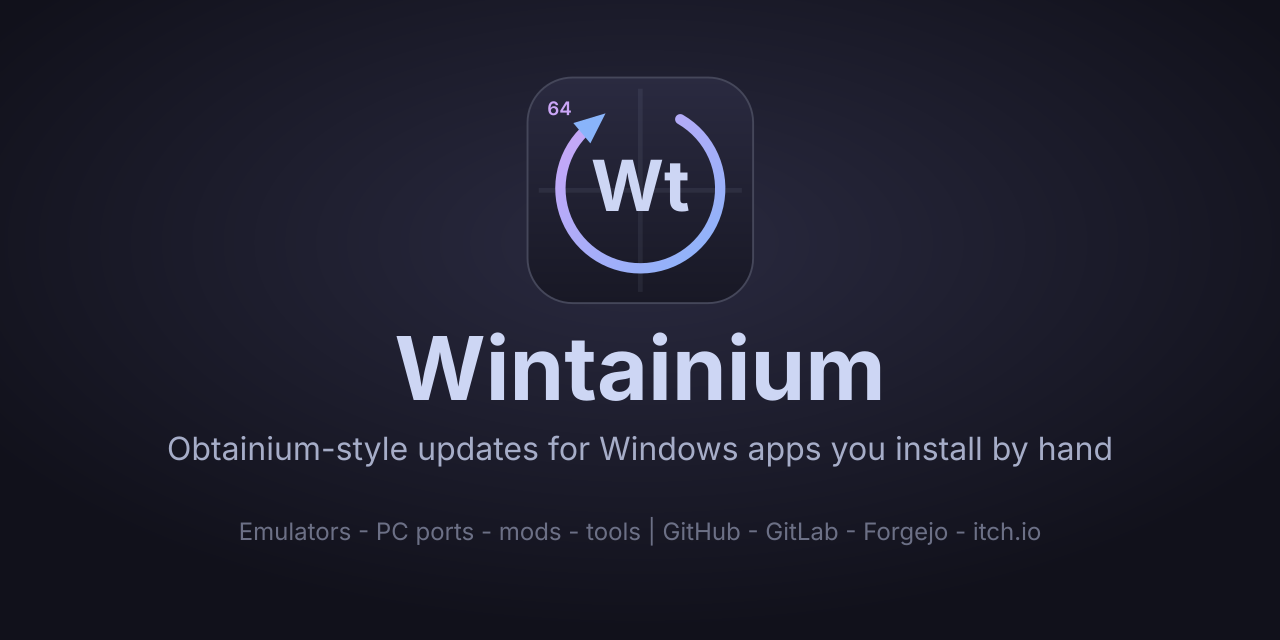 64
Wt
Wintainium
Obtainium-style updates for Windows apps you install by hand
Emulators - PC ports - mods - tools | GitHub - GitLab - Forgejo - itch.io